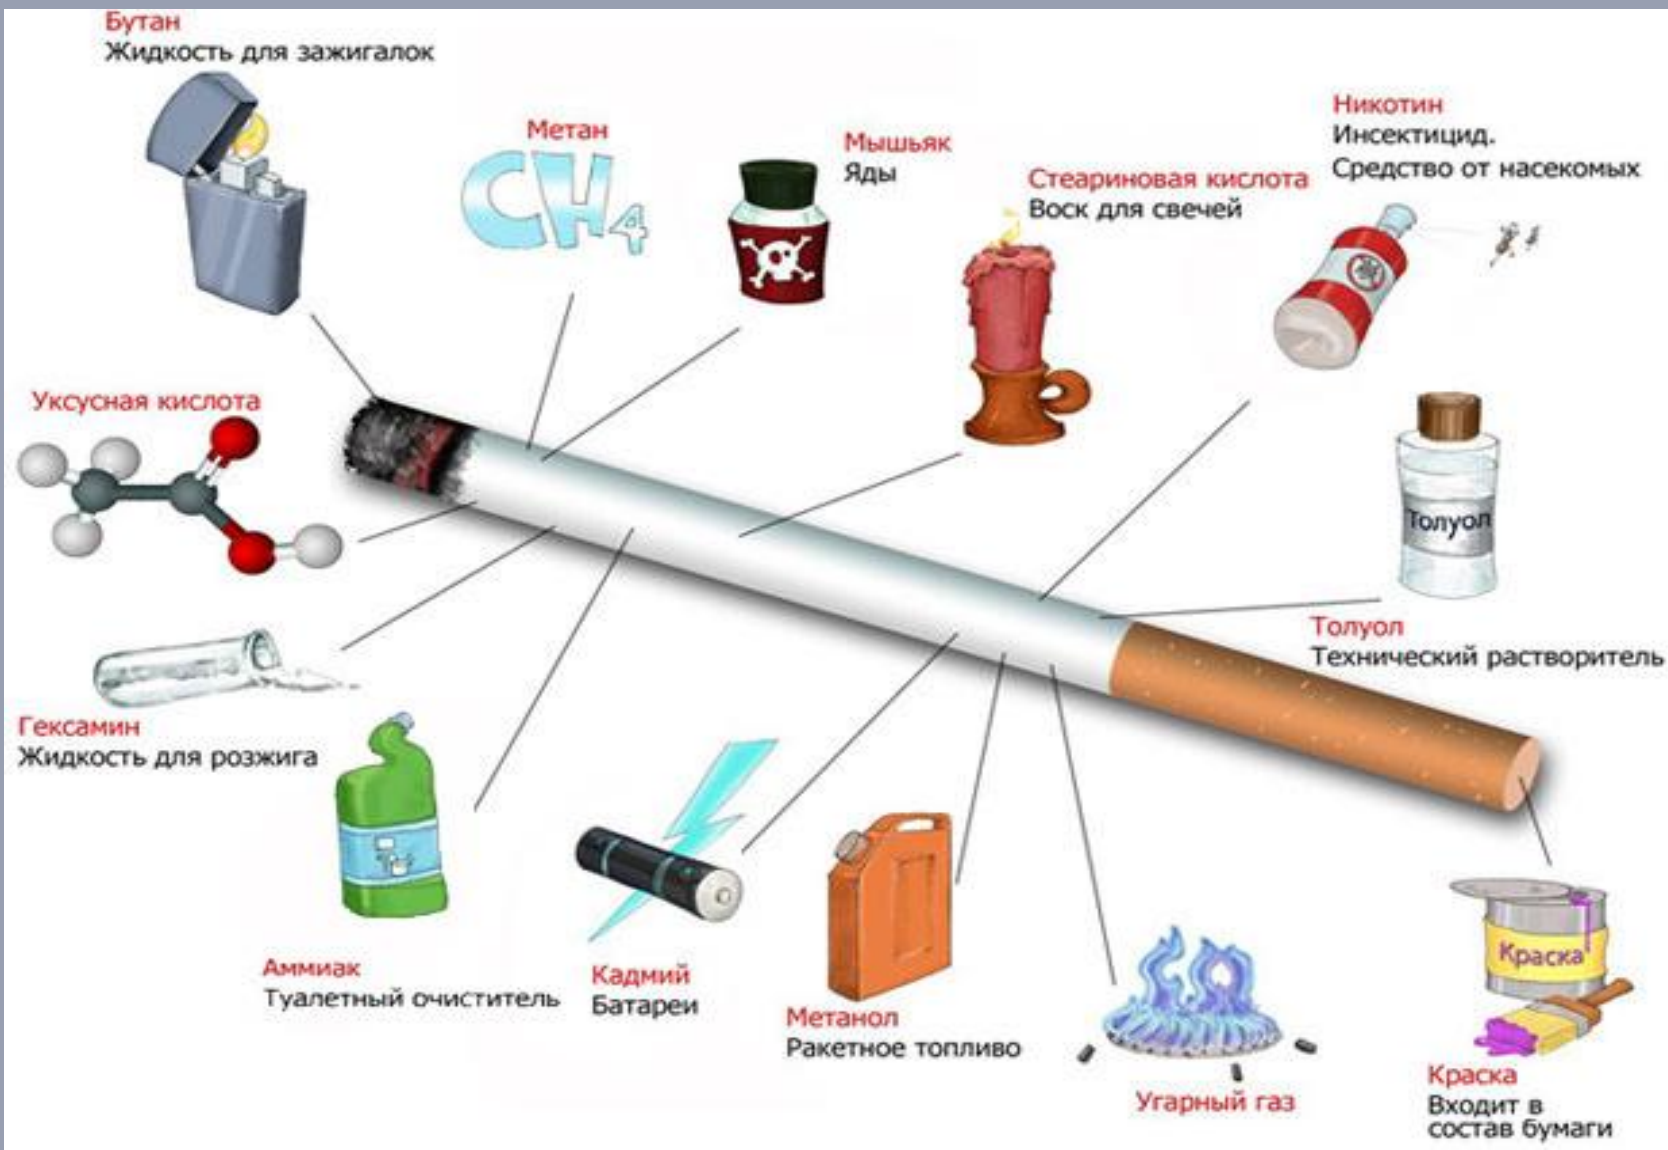 Бутан
Жидкость для зажигалок
Метан
CH4
Мышьяк
Яды
Стеариновая кислота
Воск для свечей
Никотин
Инсектицид.
Средство от насекомых
Уксусная кислота
Толуол
Толуол
Технический растворитель
Гексамин
Жидкость для розжига
Аммиак
Туалетный очиститель
Кадмий
Батареи
Метанол
Ракетное топливо
Угарный газ
Краска
Краска
Входит в
состав бумаги